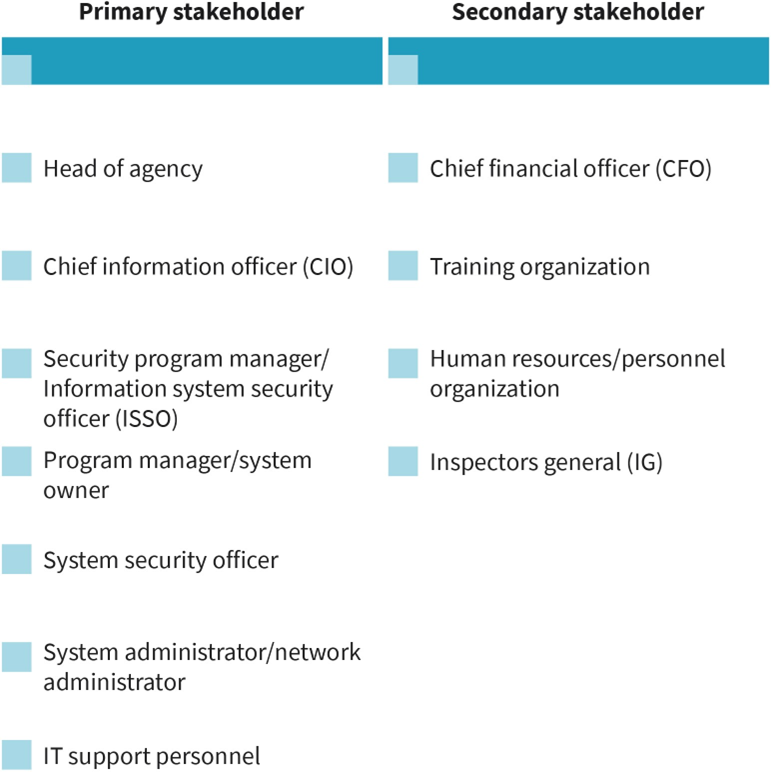 Primary stakeholder
Head of agency
Chief information officer (CIO)
Security program manager/
Information system security
officer (ISSO)
Program manager/system
owner
System security officer
System administrator/network
administrator
IT support personnel
Secondary stakeholder
Chief financial officer (CFO)
Training organization
Human resources/personnel
organization
Inspectors general (IG)